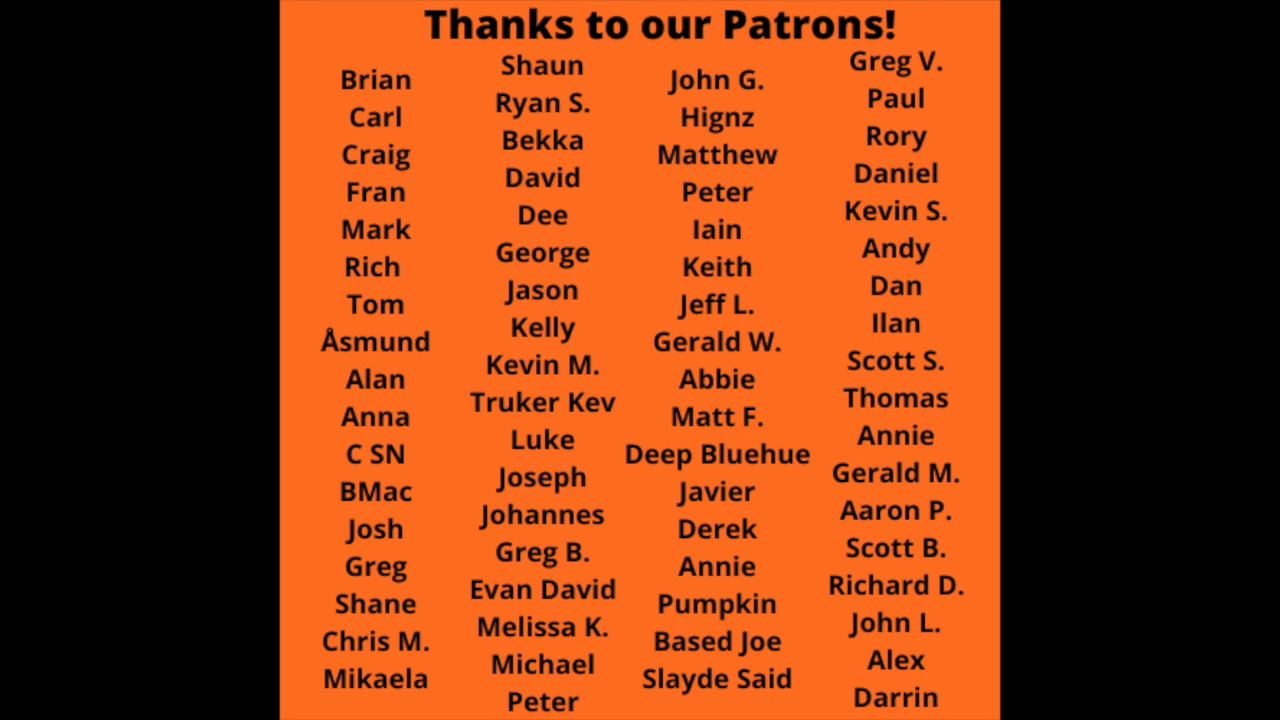 Thanks to our Patrons!
Brian
Carl
Craig
Fran
Mark
Rich
Tom
Åsmund
Alan
Anna
C SN
BMac
Josh
Greg
Shane
Chris M.
Mikaela
Shaun
Ryan S.
Bekka
David
Dee
George
Jason
Kelly
Kevin M.
Truker Kev
Luke
Joseph
Johannes
Greg B.
Evan David
Melissa K.
Michael
Peter
John G.
Hignz
Matthew
Peter
Iain
Keith
Jeff L.
Gerald W.
Abbie
Matt F.
Deep Bluehue
Javier
Derek
Annie
Pumpkin
Based Joe
Slayde Said
Greg V.
Paul
Rory
Daniel
Kevin S.
Andy
Dan
Ilan
Scott S.
Thomas
Annie
Gerald M.
Aaron P.
Scott B.
Richard D.
John L.
Alex
Darrin